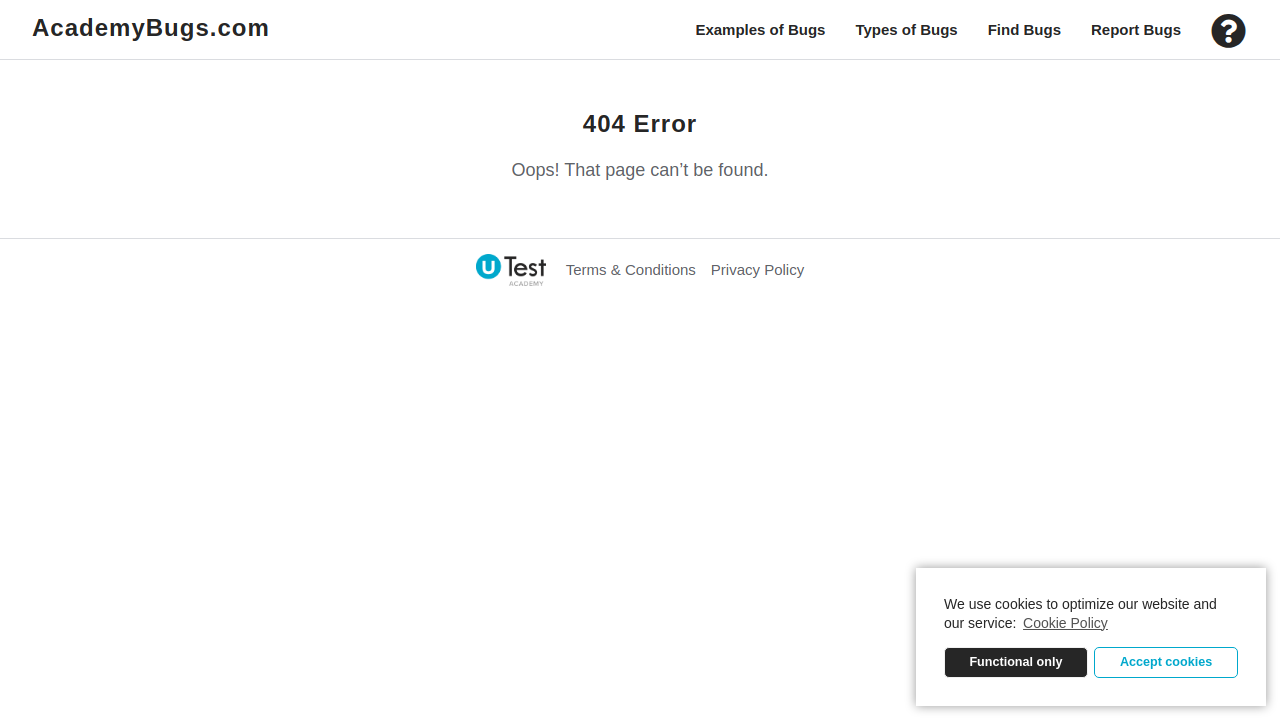 AcademyBugs.com
Examples of Bugs
Types of Bugs
Find Bugs
Report Bugs
?
404 Error
Oops! That page can’t be found.
U Test
ACADEMY
Terms & Conditions
Privacy Policy
We use cookies to optimize our website and
our service: Cookie Policy
Functional only
Accept cookies